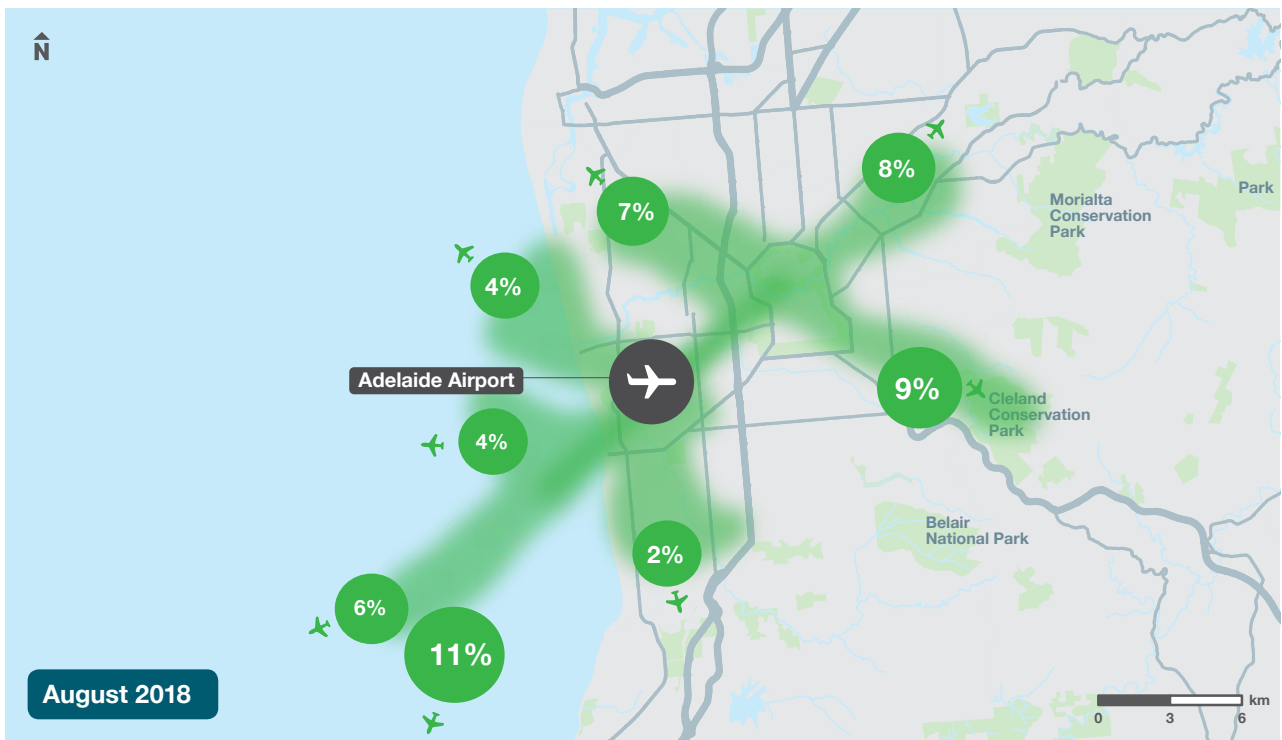 N
8%
Morialta
Conservation
Park
Park
7%
4%
Adelaide Airport
9%
Cleland
Conservation
Park
4%
Belair
National Park
2%
6%
11%
August 2018
km
0 3 6